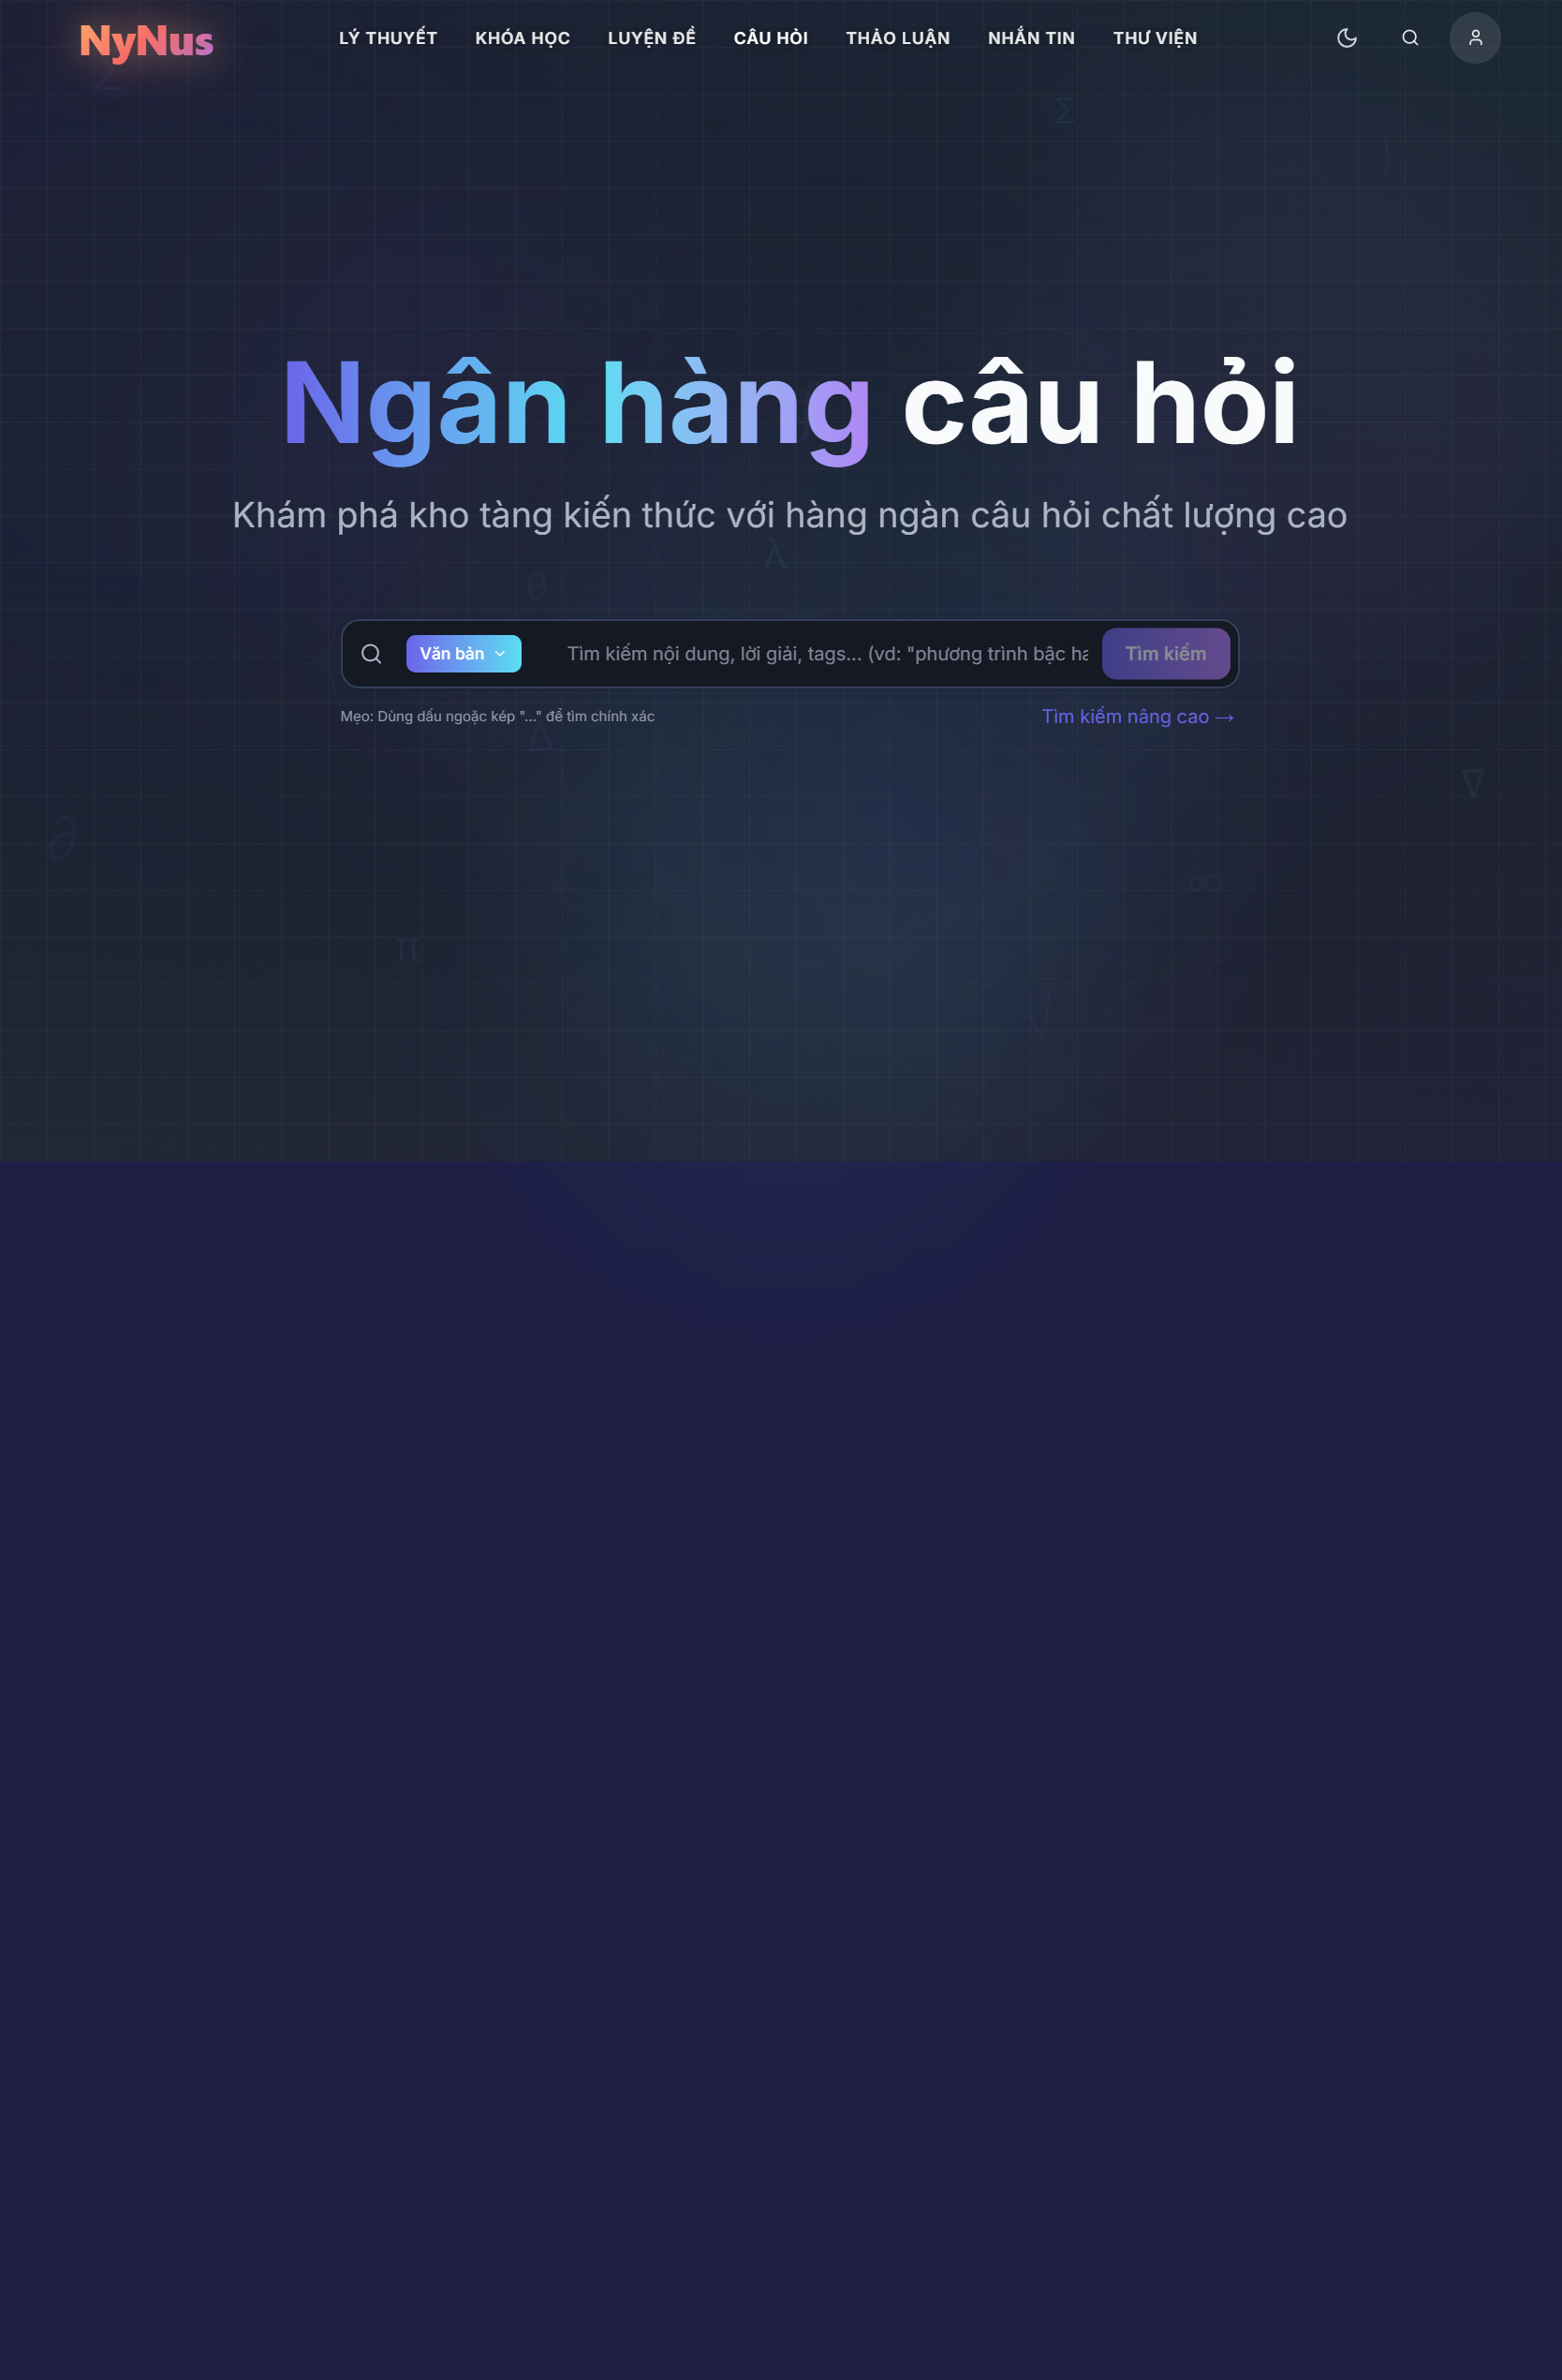 NyNus
LÝ THUYẾT KHÓA HỌC LUYỆN ĐỀ CÂU HỎI THẢO LUẬN NHẮN TIN THƯ VIỆN
Σ
∫
Ngân hàng câu hỏi
Khám phá kho tàng kiến thức với hàng ngàn câu hỏi chất lượng cao
λ
θ
Văn bản Tìm kiếm nội dung, lời giải, tags... (vd: "phương trình bậc ha Tìm kiếm
Mẹo: Dùng dấu ngoặc kép "..." để tìm chính xác Tìm kiếm nâng cao →
Δ
∇
∂
∞
π
√